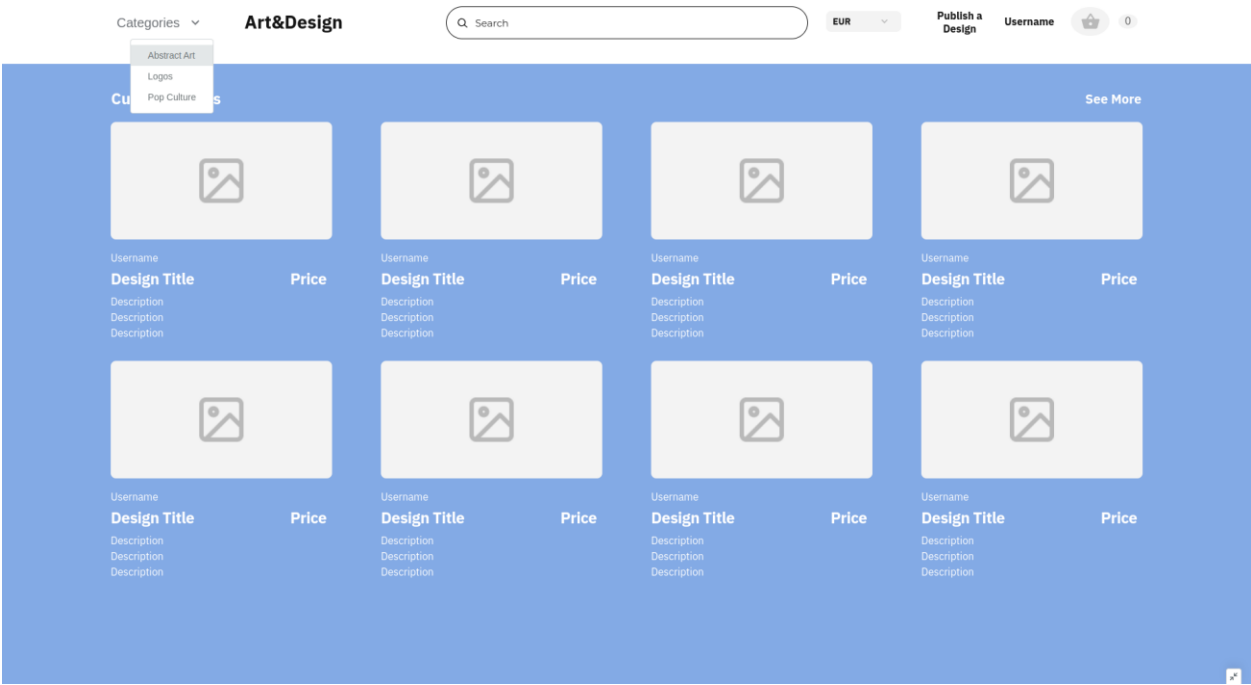 Categories
Art&Design
Search
EUR
Publish a
Design
Username
0
Abstract Art
Logos
Pop Culture
See More
Username
Design Title Price
Description
Description
Description
Username
Design Title Price
Description
Description
Description
Username
Design Title Price
Description
Description
Description
Username
Design Title Price
Description
Description
Description
Username
Design Title Price
Description
Description
Description
Username
Design Title Price
Description
Description
Description
Username
Design Title Price
Description
Description
Description
Username
Design Title Price
Description
Description
Description